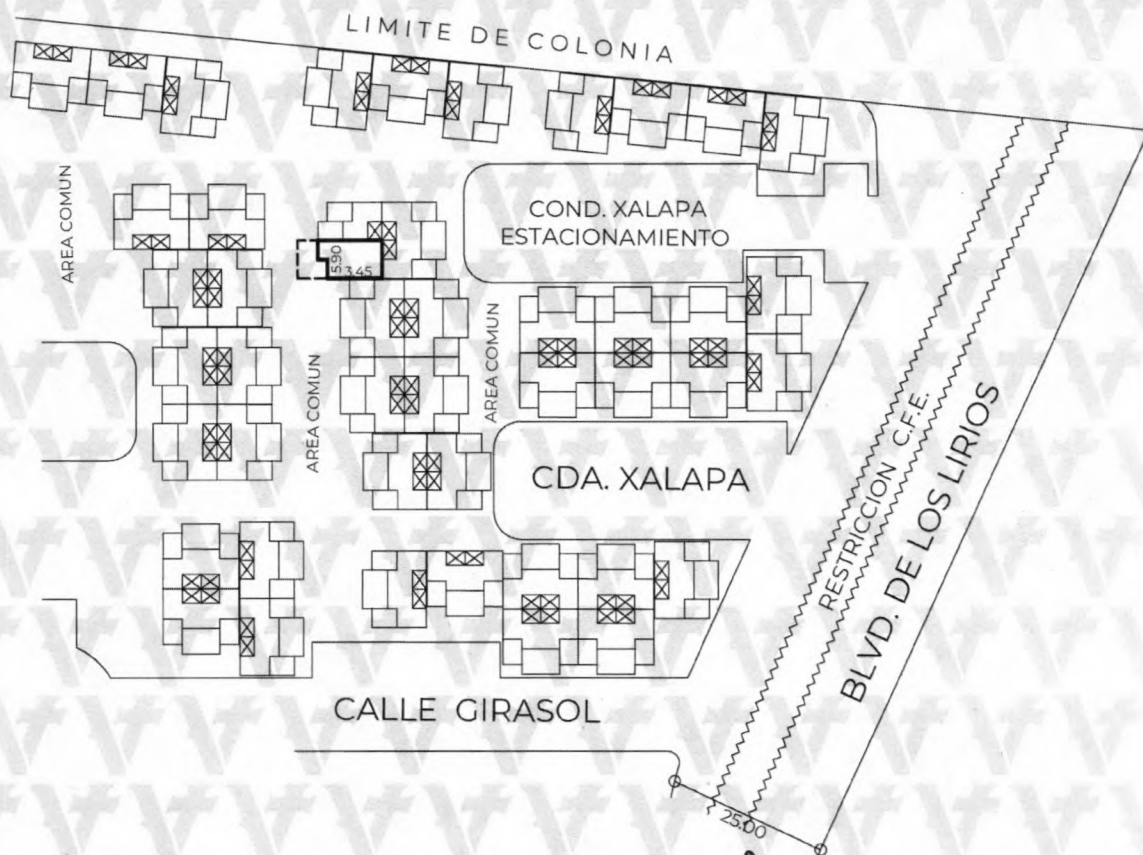 LIMITE DE COLONIA
AREA COMUN
COND. XALAPA
ESTACIONAMIENTO
5.90
3.45
AREA COMUN
AREA COMUN
CDA. XALAPA
RESTRICCION C.F.E.
BLVD. DE LOS LIRIOS
CALLE GIRASOL
25.00